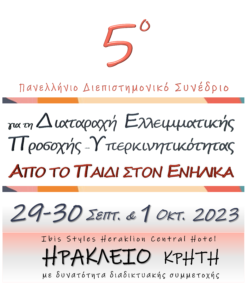 5ο
Πανελλήνιο Διεπιστημονικό Συνέδριο
για τη Διαταραχή Ελλειμματικής
Προσοχής - Υπερκινητικότητας
ΑΠΟ ΤΟ ΠΑΙΔΙ ΣΤΟΝ ΕΝΗΛΙΚΑ
29-30 ΣΕΠΤ. & 1 ΟΚΤ. 2023
Ibis Styles Heraklion Central Hotel
ΗΡΑΚΛΕΙΟ ΚΡΗΤΗ
με δυνατότητα διαδικτυακής συμμετοχής